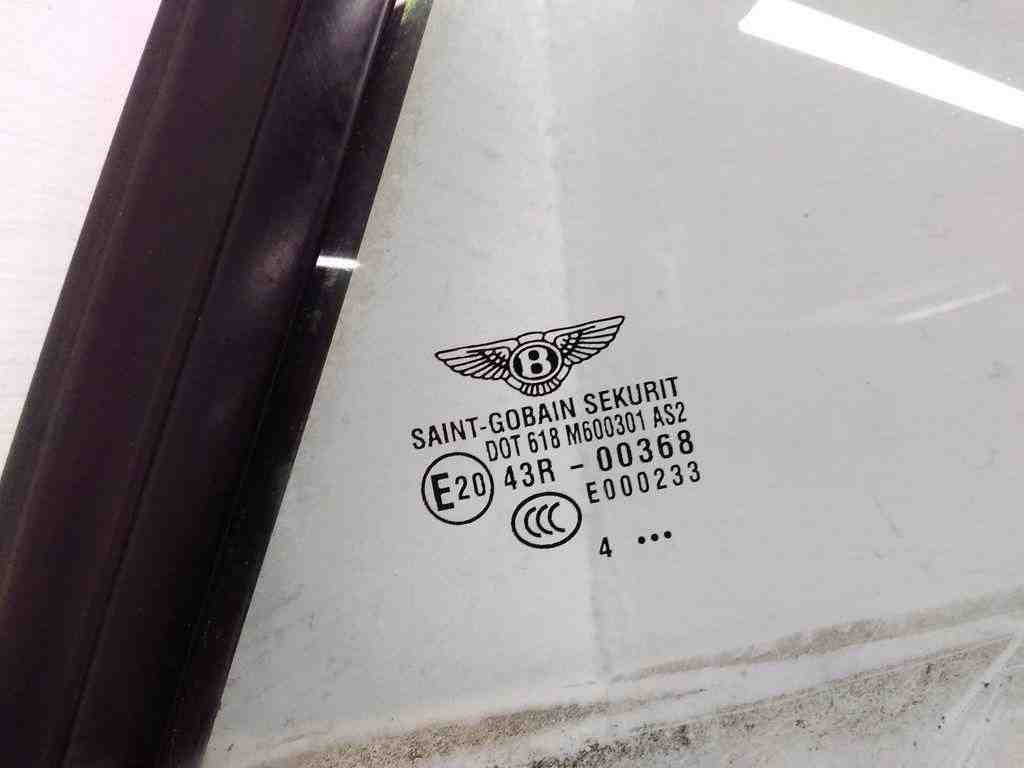 B
SAINT-GOBAIN SEKURIT
DOT 618 M600301 AS2
E20 43R - 00368
CCC E000233
4 •••